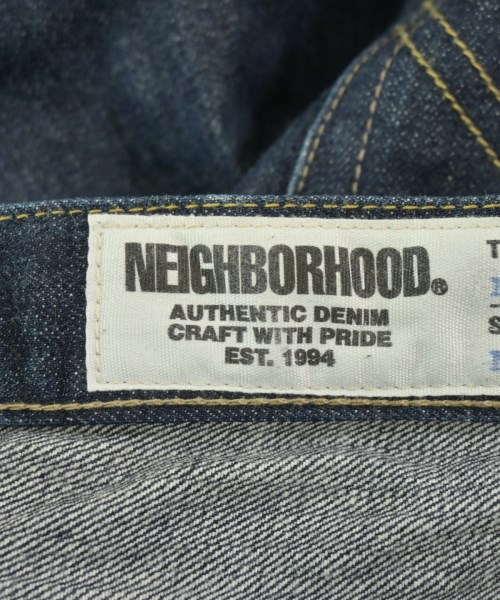 NEIGHBORHOOD®
AUTHENTIC DENIM
CRAFT WITH PRIDE
EST. 1994